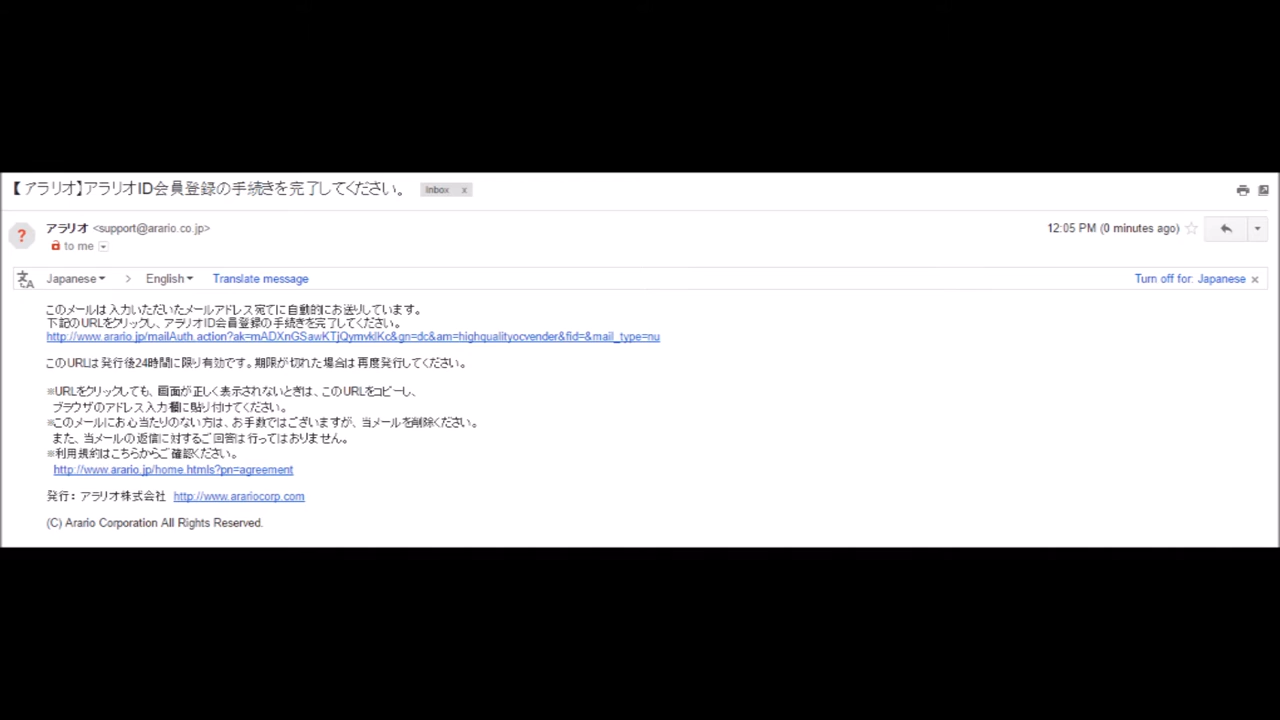 【アラリオ】アラリオID会員登録の手続きを完了してください。 Inbox x
アラリオ <support@arario.co.jp> 12:05 PM (0 minutes ago)
to me
Japanese > English Translate message Turn off for: Japanese x
このメールは入力いただいたメールアドレス宛てに自動的にお送りしています。
下記のURLをクリックし、アラリオID会員登録の手続きを完了してください。
http://www.arario.jp/mailAuth.action?ak=mADXnGSawKTjQymvklKc&gn=dc&am=highqualityocvender&fid=&mail_type=nu
このURLは発行後24時間に限り有効です。期限が切れた場合は再度発行してください。
※URLをクリックしても、画面が正しく表示されないときは、このURLをコピーし、
ブラウザのアドレス入力欄に貼り付けてください。
※このメールにお心当たりのない方は、お手数ではございますが、当メールを削除ください。
また、当メールの返信に対するご回答は行ってはおりません。
※利用規約はこちらからご確認ください。
http://www.arario.jp/home.htmls?pn=agreement
発行：アラリオ株式会社 http://www.arariocorp.com
(C) Arario Corporation All Rights Reserved.